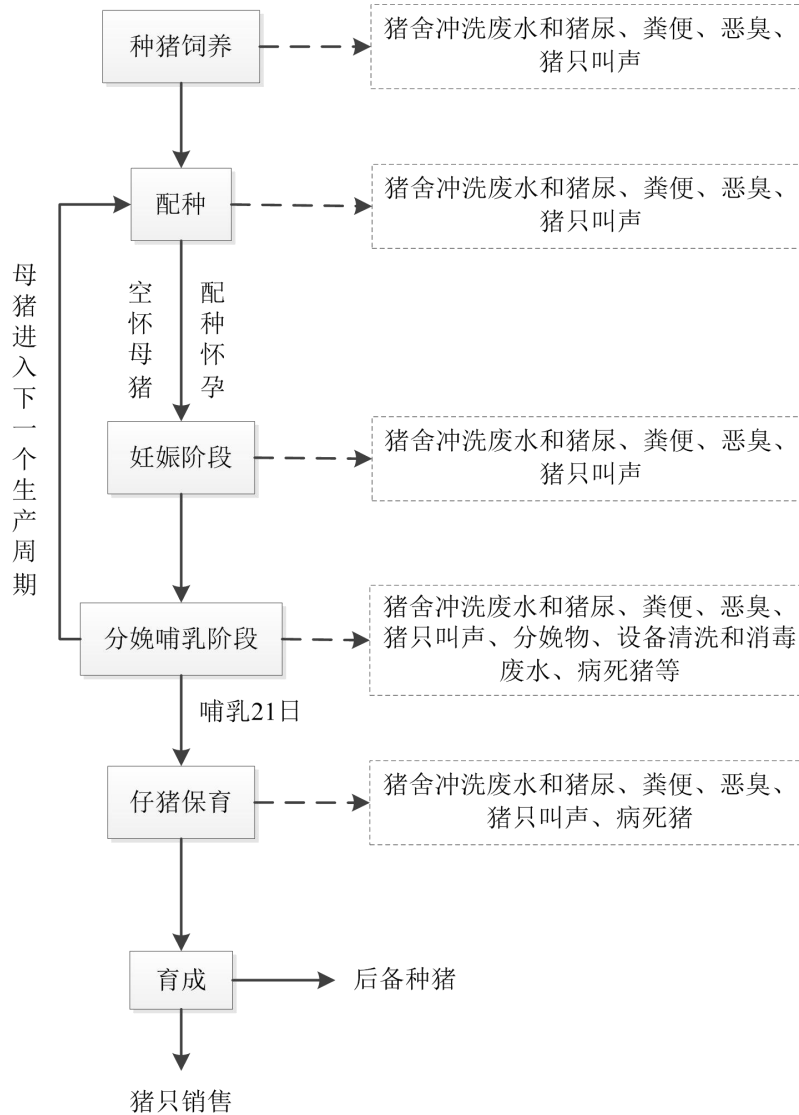 种猪饲养
猪舍冲洗废水和猪尿、粪便、恶臭、
猪只叫声
配种
猪舍冲洗废水和猪尿、粪便、恶臭、
猪只叫声
母猪进入下一个生产周期
空怀母猪
配种怀孕
妊娠阶段
猪舍冲洗废水和猪尿、粪便、恶臭、
猪只叫声
分娩哺乳阶段
猪舍冲洗废水和猪尿、粪便、恶臭、
猪只叫声、分娩物、设备清洗和消毒
废水、病死猪等
哺乳21日
仔猪保育
猪舍冲洗废水和猪尿、粪便、恶臭、
猪只叫声、病死猪
育成
后备种猪
猪只销售